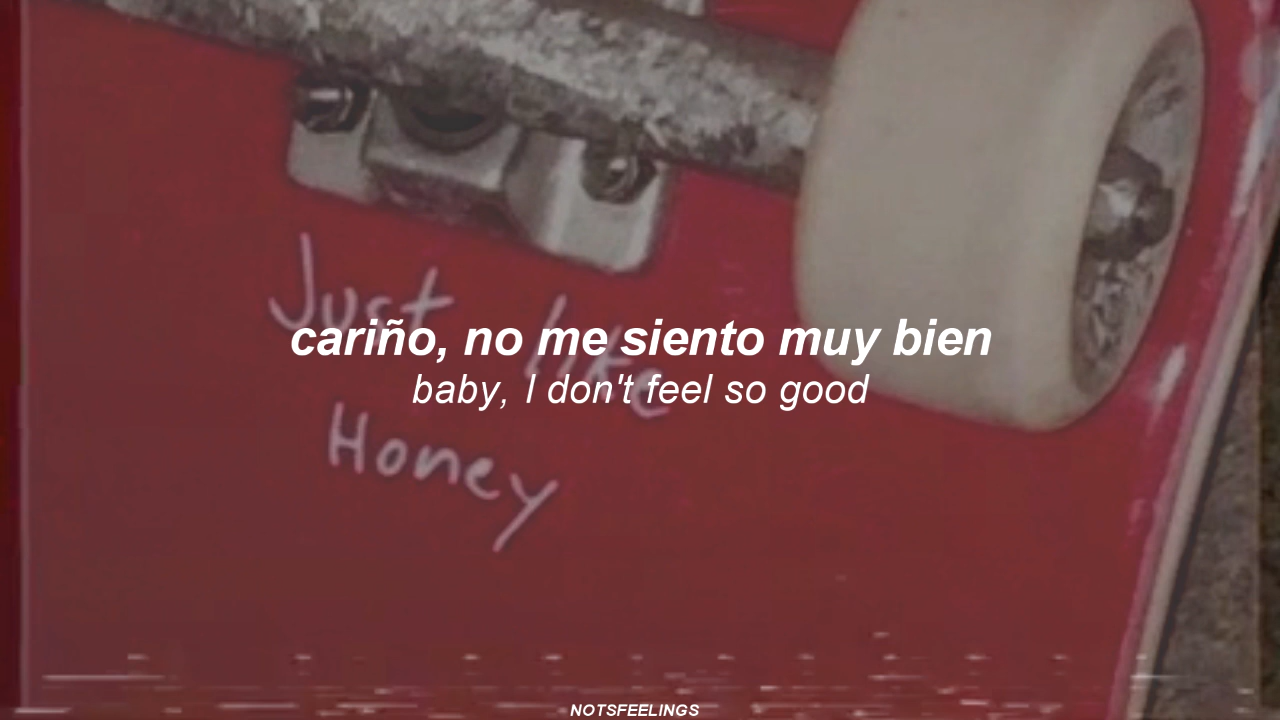 Just like
Honey
cariño, no me siento muy bien
baby, I don't feel so good
NOTSFEELINGS